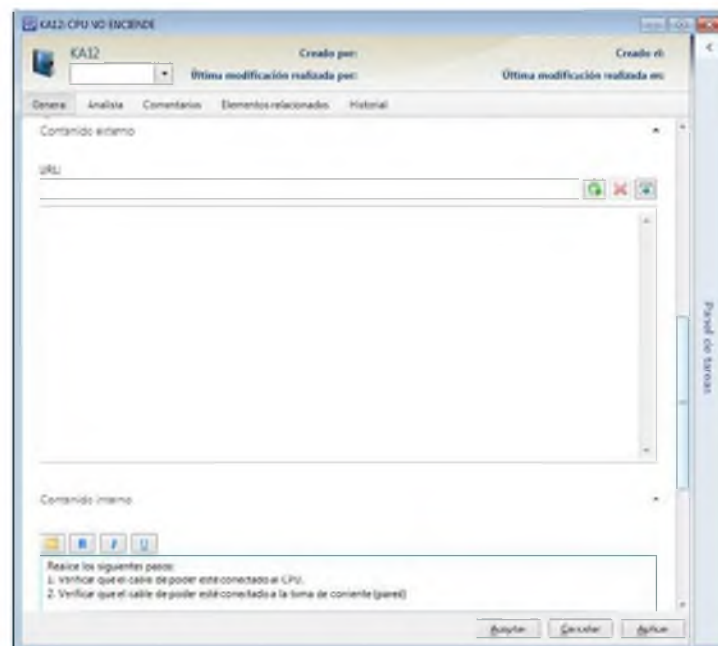 KA12: CPU NO ENCIENDE
KA12
Creado por:
Creado el:
Última modificación realizada por:
Última modificación realizada en:
General Analista Comentarios Elementos relacionados Historial
Contenido externo
URL:
Panel de tareas
Contenido interno
B I U
Realice los siguientes pasos:
1. Verificar que el cable de poder esté conectado al CPU.
2. Verificar que el cable de poder esté conectado a la toma de corriente (pared)
Aceptar Cancelar Aplicar